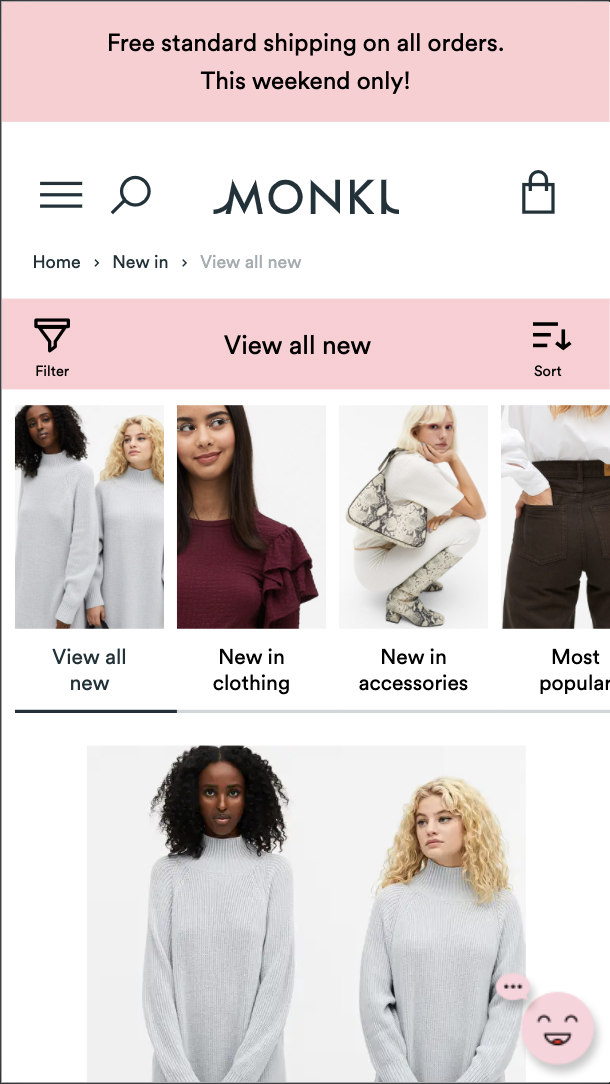 Free standard shipping on all orders.
This weekend only!
MONKI
Home > New in > View all new
View all new
Filter
Sort
View all
new
New in
clothing
New in
accessories
Most
popular